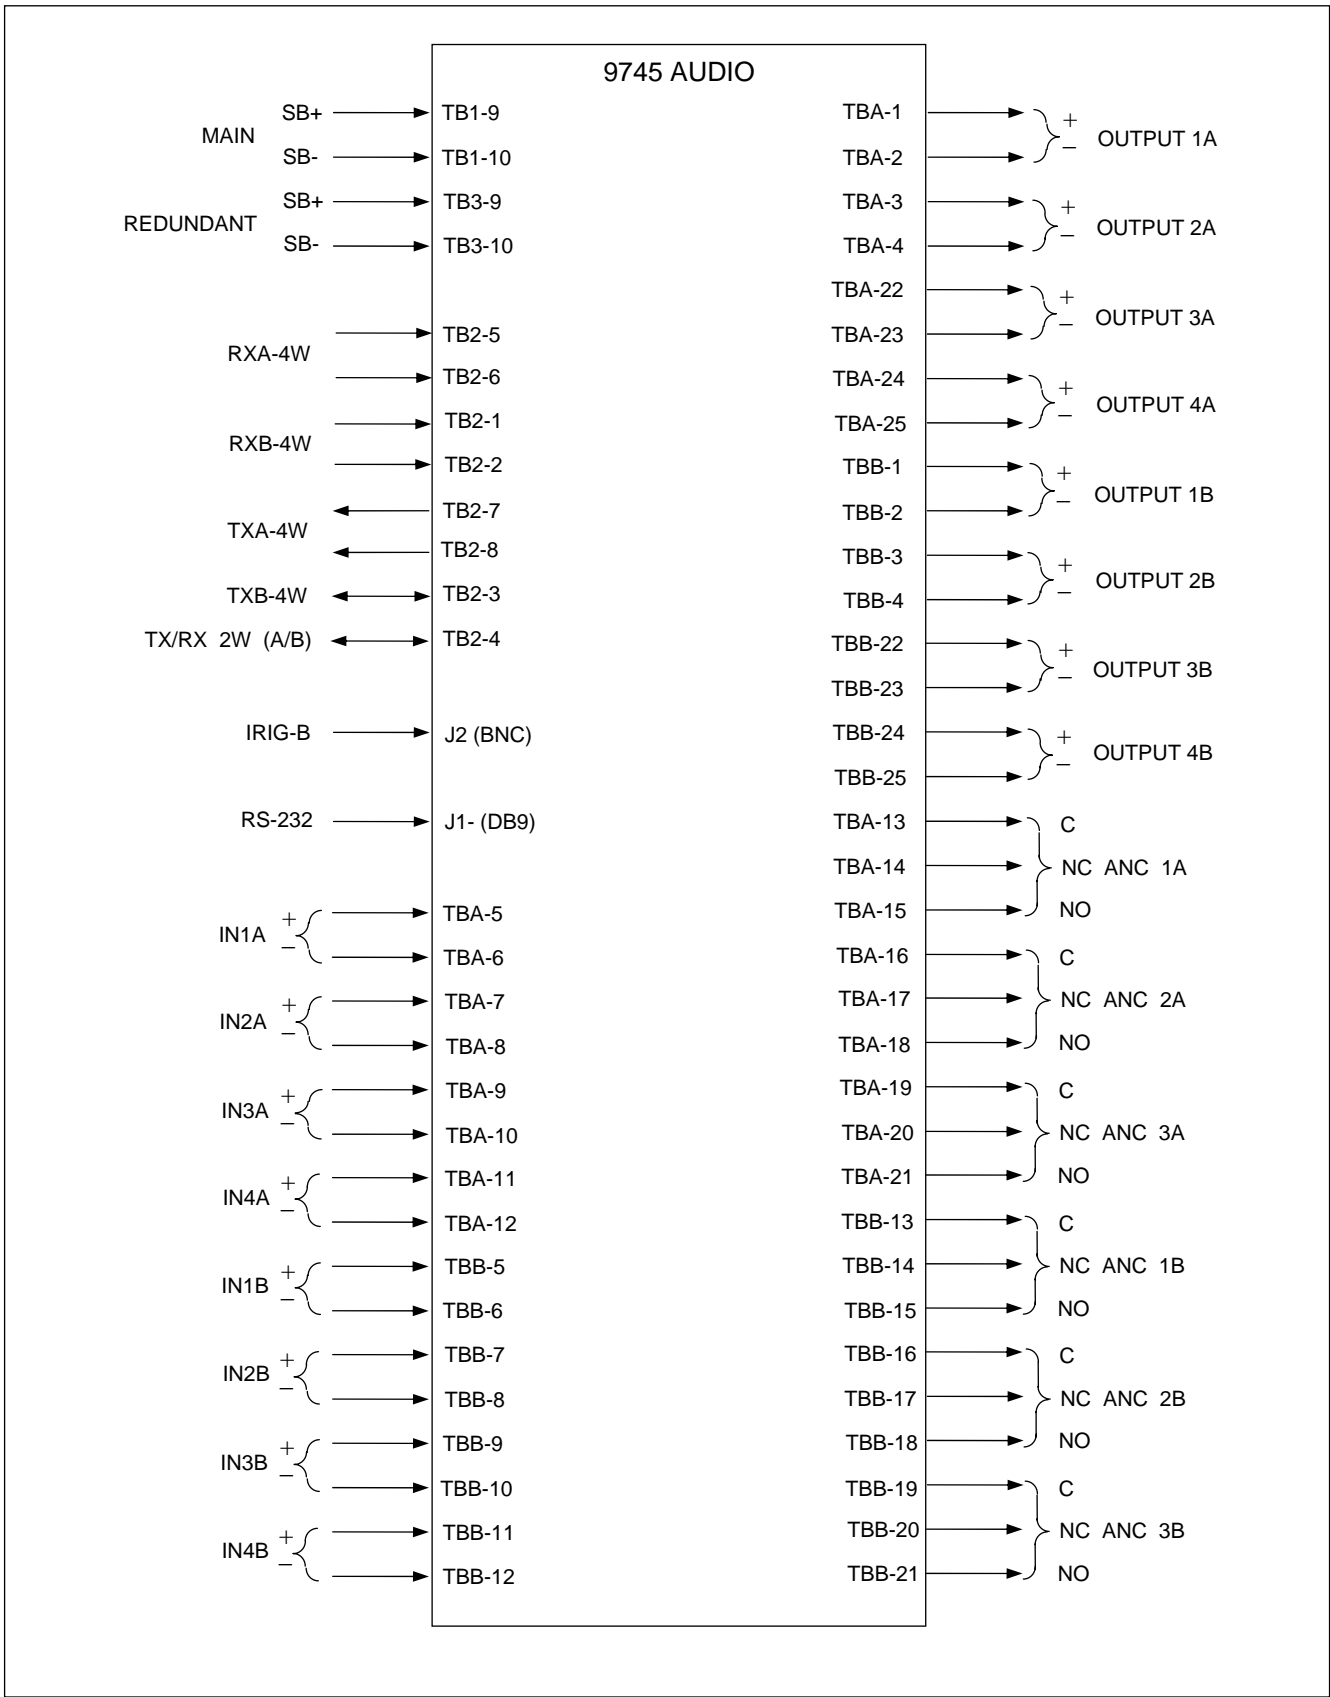 9745 AUDIO
MAIN
SB+ TB1-9
SB- TB1-10
REDUNDANT
SB+ TB3-9
SB- TB3-10
RXA-4W
TB2-5
TB2-6
RXB-4W
TB2-1
TB2-2
TXA-4W
TB2-7
TB2-8
TXB-4W TB2-3
TX/RX 2W (A/B) TB2-4
IRIG-B J2 (BNC)
RS-232 J1- (DB9)
IN1A
+ TBA-5
− TBA-6
IN2A
+ TBA-7
− TBA-8
IN3A
+ TBA-9
− TBA-10
IN4A
+ TBA-11
− TBA-12
IN1B
+ TBB-5
− TBB-6
IN2B
+ TBB-7
− TBB-8
IN3B
+ TBB-9
− TBB-10
IN4B
+ TBB-11
− TBB-12
TBA-1 +
TBA-2 −
OUTPUT 1A
TBA-3 +
TBA-4 −
OUTPUT 2A
TBA-22 +
TBA-23 −
OUTPUT 3A
TBA-24 +
TBA-25 −
OUTPUT 4A
TBB-1 +
TBB-2 −
OUTPUT 1B
TBB-3 +
TBB-4 −
OUTPUT 2B
TBB-22 +
TBB-23 −
OUTPUT 3B
TBB-24 +
TBB-25 −
OUTPUT 4B
TBA-13 C
TBA-14 NC ANC 1A
TBA-15 NO
TBA-16 C
TBA-17 NC ANC 2A
TBA-18 NO
TBA-19 C
TBA-20 NC ANC 3A
TBA-21 NO
TBB-13 C
TBB-14 NC ANC 1B
TBB-15 NO
TBB-16 C
TBB-17 NC ANC 2B
TBB-18 NO
TBB-19 C
TBB-20 NC ANC 3B
TBB-21 NO